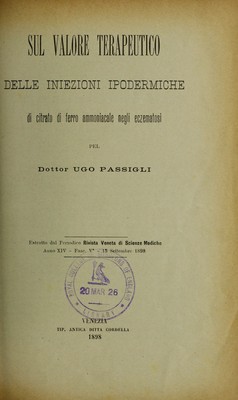 SUL VALORE TERAPEUTICO
DELLE INIEZIONI IPODERMICHE
di citrato di ferro ammoniacale negli eczematosi
PEL
Dottor UGO PASSIGLI
Estratto dal Periodico Rivista Veneta di Scienze Mediche
Anno XIV - Fasc. 15 Settembre 1898
20 MAR 26
LIBRARY
VENEZIA
TIP. ANTICA DITTA CORDELLA
1898